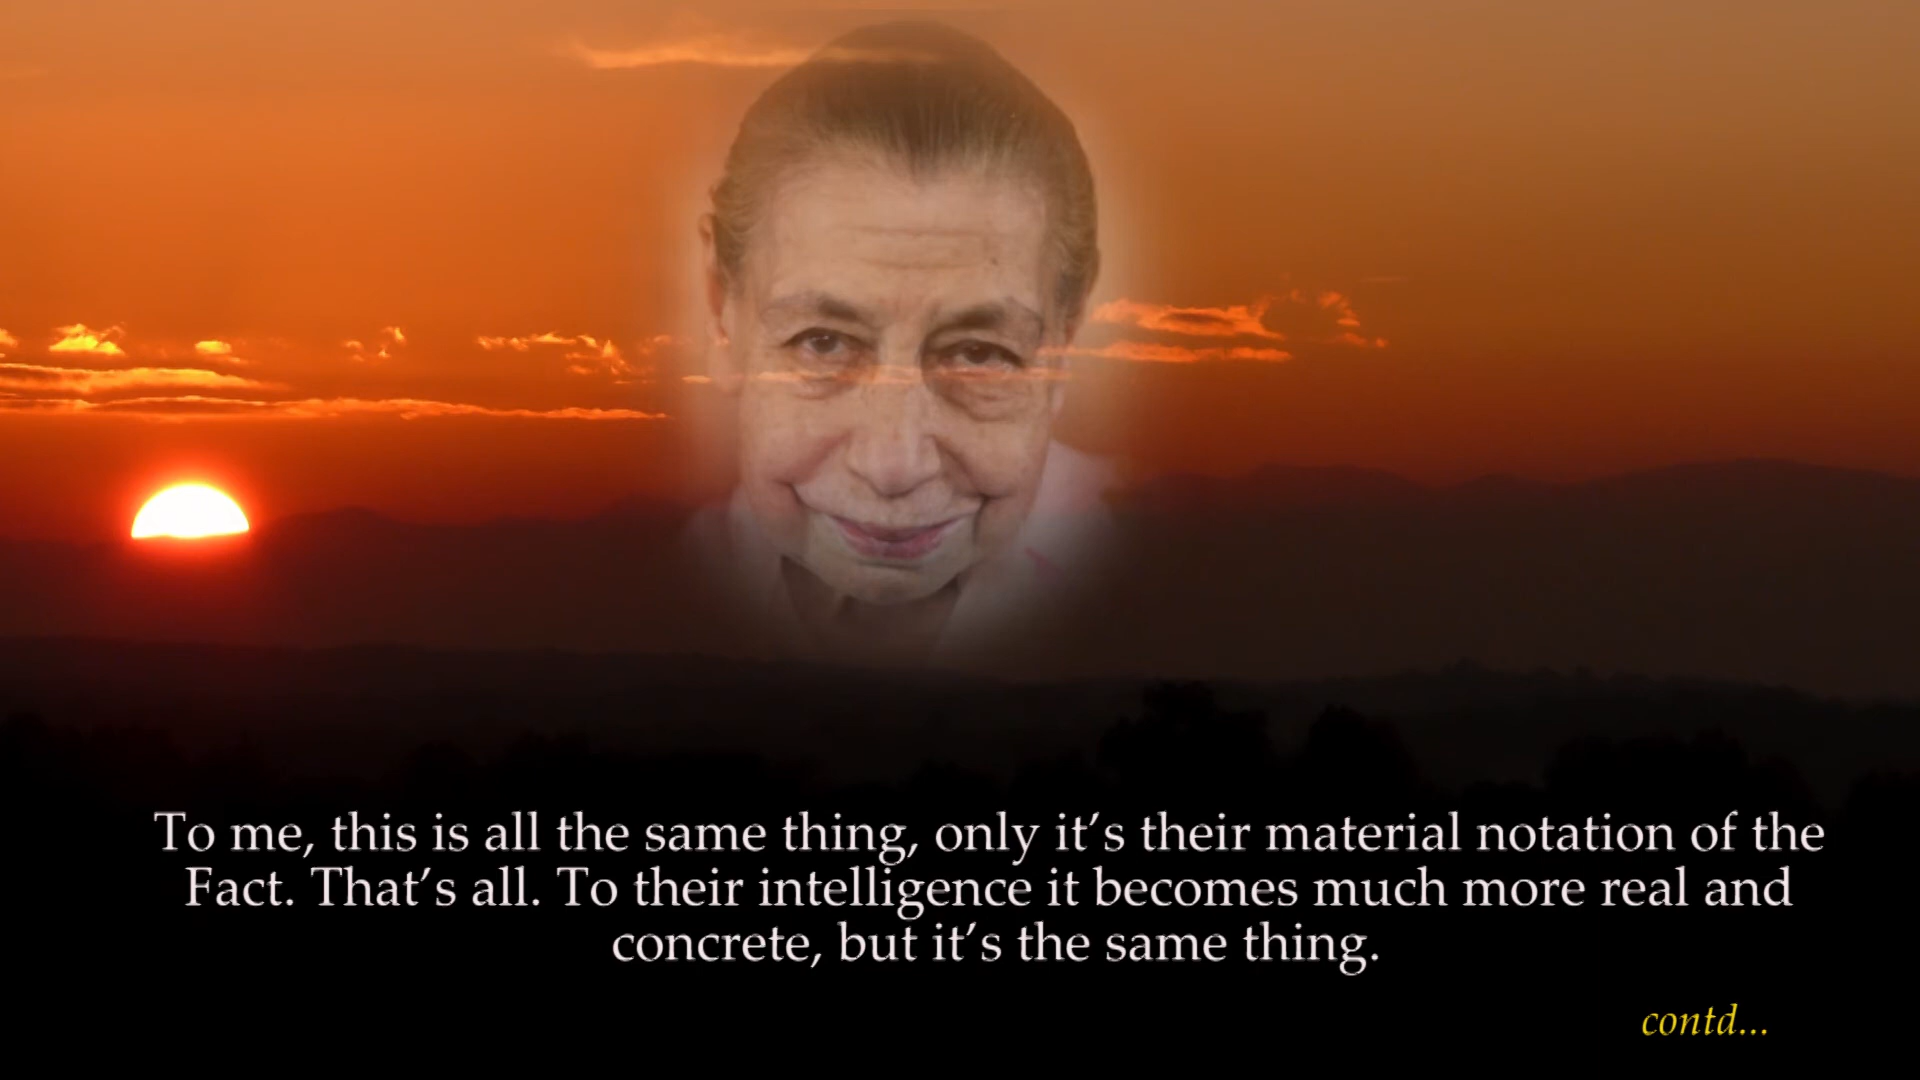 To me, this is all the same thing, only it’s their material notation of the
Fact. That’s all. To their intelligence it becomes much more real and
concrete, but it’s the same thing.
contd...